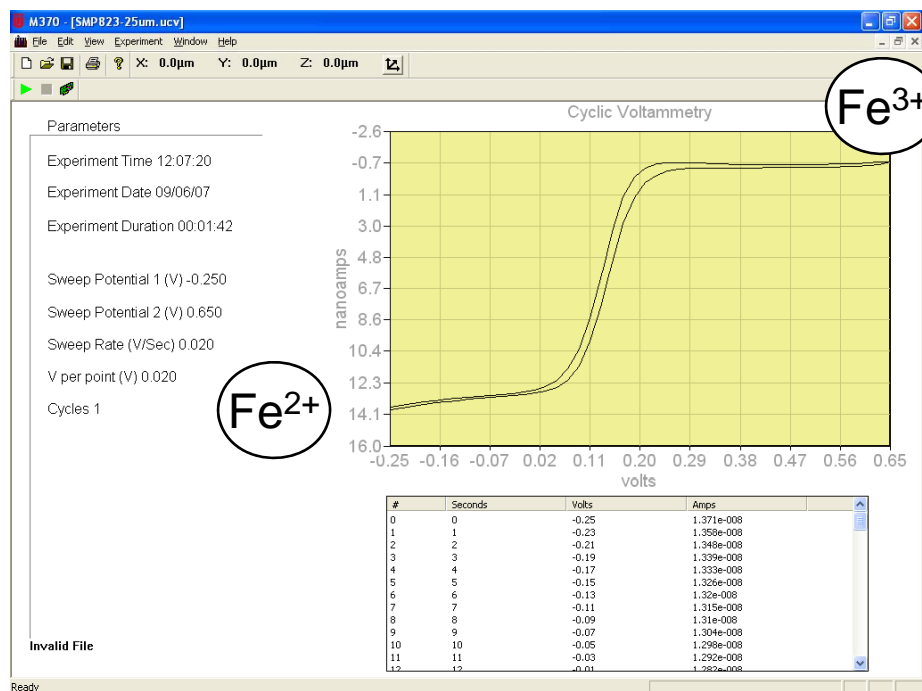 M370 - [SMP823-25um.ucv]
File Edit View Experiment Window Help
X: 0.0µm Y: 0.0µm Z: 0.0µm
Fe3+
Parameters
Experiment Time 12:07:20
Experiment Date 09/06/07
Experiment Duration 00:01:42
Sweep Potential 1 (V) -0.250
Sweep Potential 2 (V) 0.650
Sweep Rate (V/Sec) 0.020
V per point (V) 0.020
Cycles 1
Fe2+
Cyclic Voltammetry
-2.6
-0.7
1.1
3.0
4.8
6.7
8.6
10.4
12.3
14.1
16.0
nanoamps
-0.25 -0.16 -0.07 0.02 0.11 0.20 0.29 0.38 0.47 0.56 0.65
volts
# Seconds Volts Amps
0 0 -0.25 1.371e-008
1 1 -0.23 1.358e-008
2 2 -0.21 1.348e-008
3 3 -0.19 1.339e-008
4 4 -0.17 1.333e-008
5 5 -0.15 1.326e-008
6 6 -0.13 1.32e-008
7 7 -0.11 1.315e-008
8 8 -0.09 1.31e-008
9 9 -0.07 1.304e-008
10 10 -0.05 1.298e-008
11 11 -0.03 1.292e-008
12 12 -0.01 1.282e-008
Invalid File
Ready